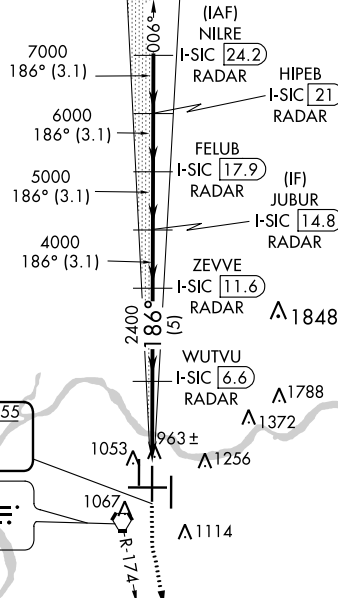 (IAF)
NILRE
I-SIC 24.2
RADAR
006°
7000
186° (3.1)
HIPEB
I-SIC 21
RADAR
6000
186° (3.1)
FELUB
I-SIC 17.9
RADAR
5000
186° (3.1)
(IF)
JUBUR
I-SIC 14.8
RADAR
4000
186° (3.1)
ZEVVE
I-SIC 11.6
RADAR
2400
186°
(5)
1848
WUTVU
I-SIC 6.6
RADAR
1788
1372
55
1053
963 ±
1256
1067
1114
R-174